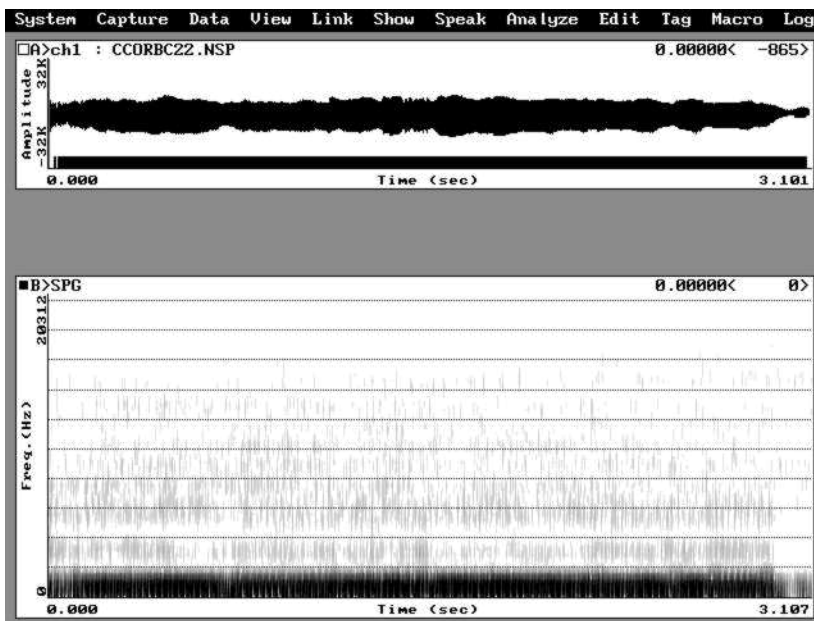 System Capture Data View Link Show Speak Analyze Edit Tag Macro Log
A>ch1 : CCORBC22.NSP 0.00000< -865>
Amplitude
32K
-32K
0.000 Time (sec) 3.101
B>SPG 0.00000< 0>
20312
Freq.(Hz)
0
0.000 Time (sec) 3.107